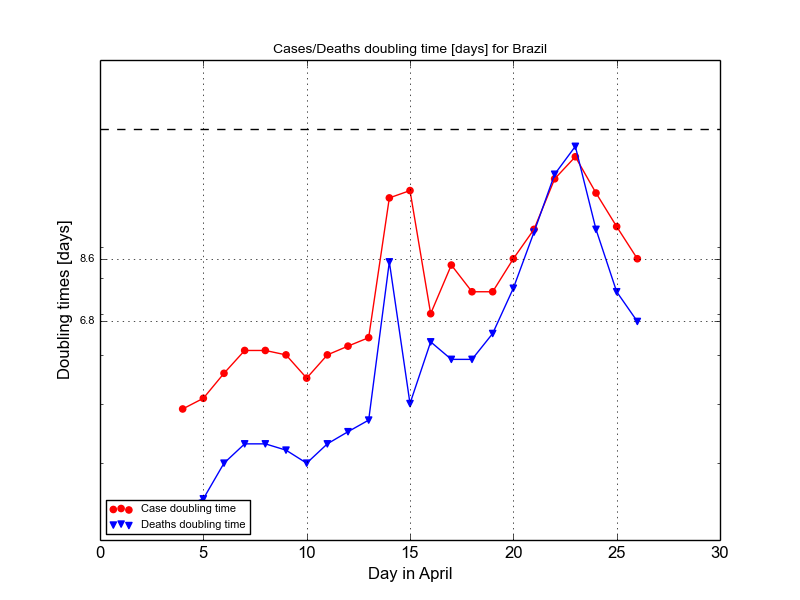 Cases/Deaths doubling time [days] for Brazil
Doubling times [days]
8.6
6.8
Case doubling time
Deaths doubling time
0 5 10 15 20 25 30
Day in April